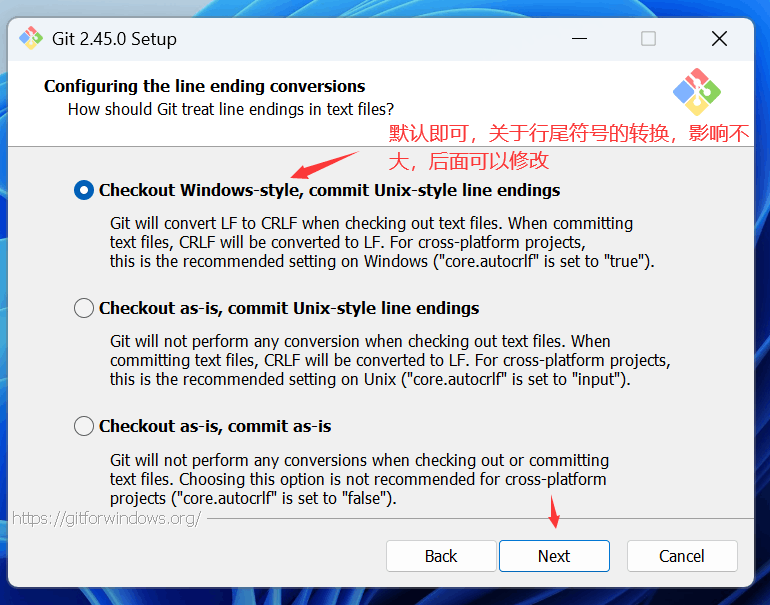 Git 2.45.0 Setup
Configuring the line ending conversions
How should Git treat line endings in text files?
默认即可，关于行尾符号的转换，影响不
大，后面可以修改
Checkout Windows-style, commit Unix-style line endings
Git will convert LF to CRLF when checking out text files. When committing
text files, CRLF will be converted to LF. For cross-platform projects,
this is the recommended setting on Windows ("core.autocrlf" is set to "true").
Checkout as-is, commit Unix-style line endings
Git will not perform any conversion when checking out text files. When
committing text files, CRLF will be converted to LF. For cross-platform projects,
this is the recommended setting on Unix ("core.autocrlf" is set to "input").
Checkout as-is, commit as-is
Git will not perform any conversions when checking out or committing
text files. Choosing this option is not recommended for cross-platform
projects ("core.autocrlf" is set to "false").
https://gitforwindows.org/
Back
Next
Cancel